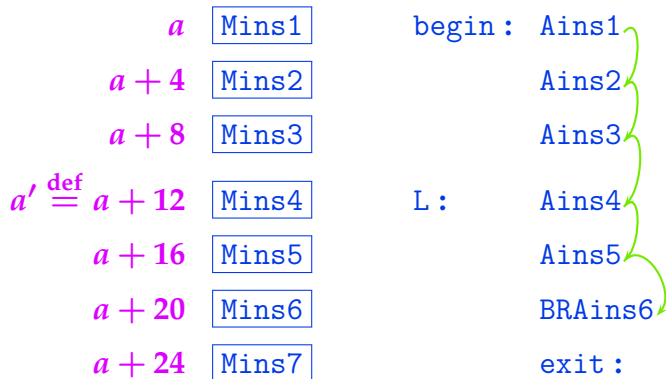 a Mins1 begin : Ains1
a + 4 Mins2 Ains2
a + 8 Mins3 Ains3
a′ def= a + 12 Mins4 L : Ains4
a + 16 Mins5 Ains5
a + 20 Mins6 BRAins6
a + 24 Mins7 exit :